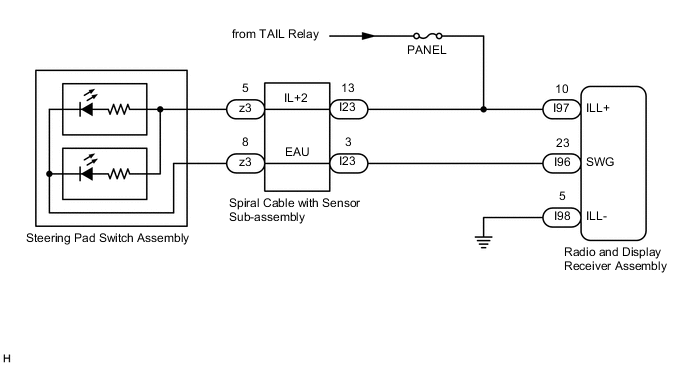 from TAIL Relay
PANEL
5
13
10
IL+2
z3
I23
I97
ILL+
8
3
23
EAU
z3
I23
I96
SWG
5
I98
ILL-
Spiral Cable with Sensor
Sub-assembly
Steering Pad Switch Assembly
Radio and Display
Receiver Assembly
H